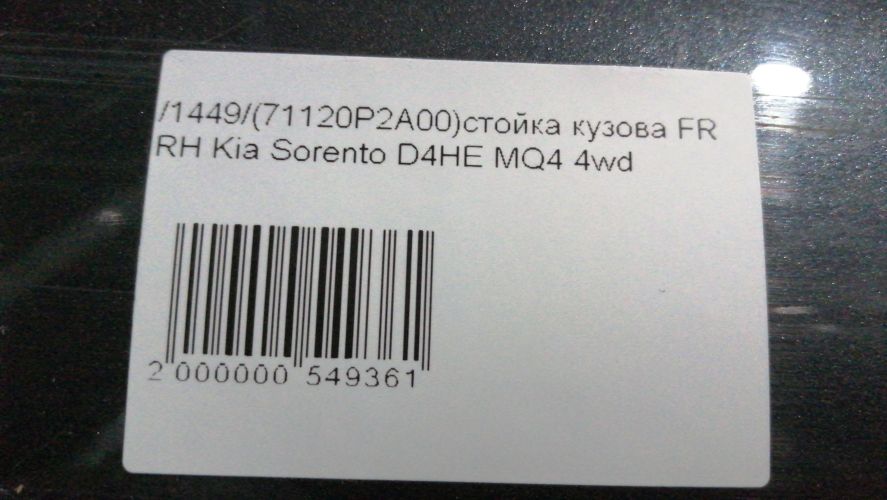 /1449/(71120P2A00)стойка кузова FR
RH Kia Sorento D4HE MQ4 4wd
2 000000 549361